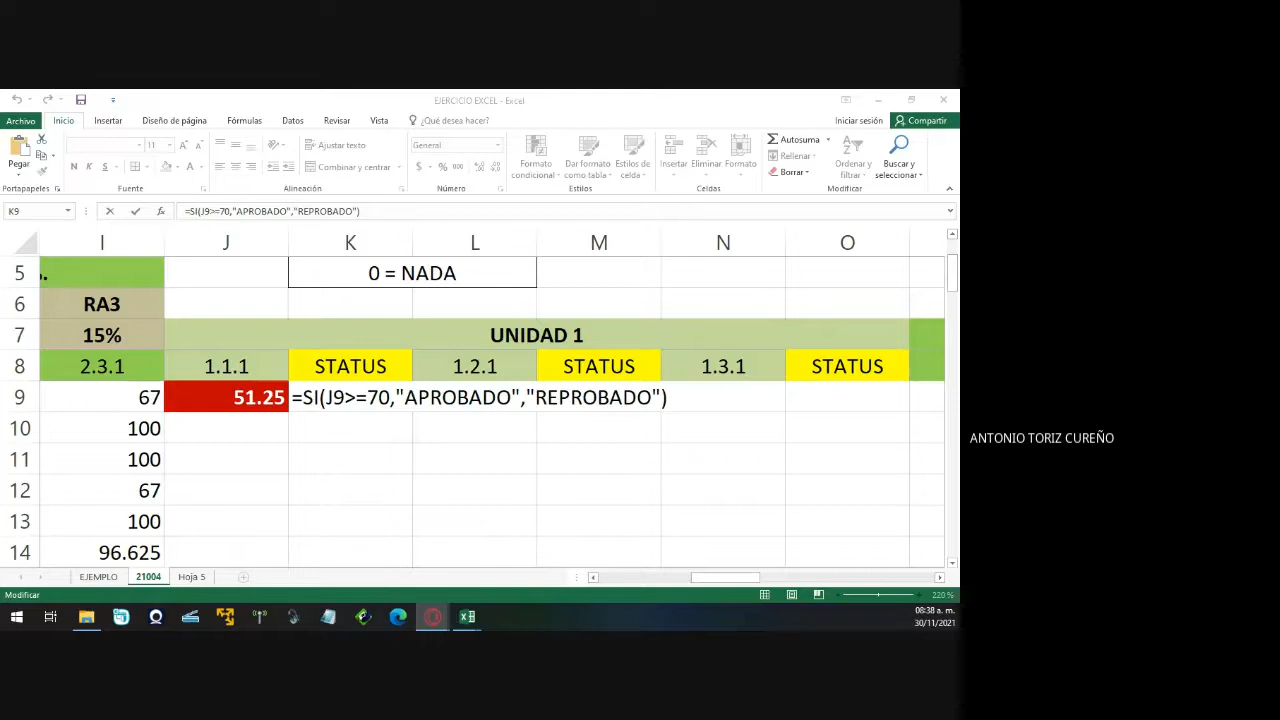 EJERCICIO EXCEL - Excel
Archivo Inicio Insertar Diseño de página Fórmulas Datos Revisar Vista ¿Qué desea hacer? Iniciar sesión Compartir
Pegar
Portapapeles
11
N K S
Fuente
Ajustar texto
Combinar y centrar
Alineación
General
$ % 000
Número
Formato condicional
Dar formato como tabla
Estilos de celda
Estilos
Insertar Eliminar Formato
Celdas
Autosuma
Rellenar
Borrar
Ordenar y filtrar
Buscar y seleccionar
Modificar
K9 fx =SI(J9>=70,"APROBADO","REPROBADO")
I J K L M N O
5 0 = NADA
6 RA3
7 15% UNIDAD 1
8 2.3.1 1.1.1 STATUS 1.2.1 STATUS 1.3.1 STATUS
9 67 51.25 =SI(J9>=70,"APROBADO","REPROBADO")
10 100
11 100
12 67
13 100
14 96.625
EJEMPLO 21004 Hoja 5
Modificar 220 %
08:38 a. m.
30/11/2021
ANTONIO TORIZ CUREÑO